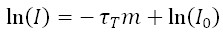 ln(I) = − τ_T m + ln(I_0)